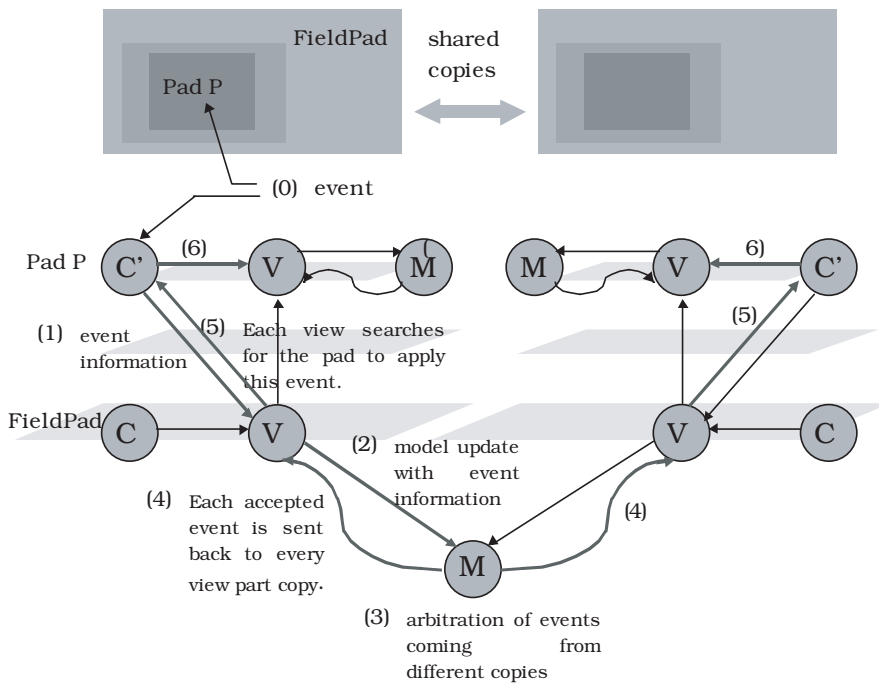 FieldPad
shared
copies
Pad P
(0) event
Pad P
C'
(6)
V
(
M
M
V
6)
C'
(1) event
information
(5) Each view searches
for the pad to apply
this event.
(5)
FieldPad
C
V
V
C
(2) model update
with event
information
(4) Each accepted
event is sent
back to every
view part copy.
(4)
M
(3) arbitration of events
coming from
different copies